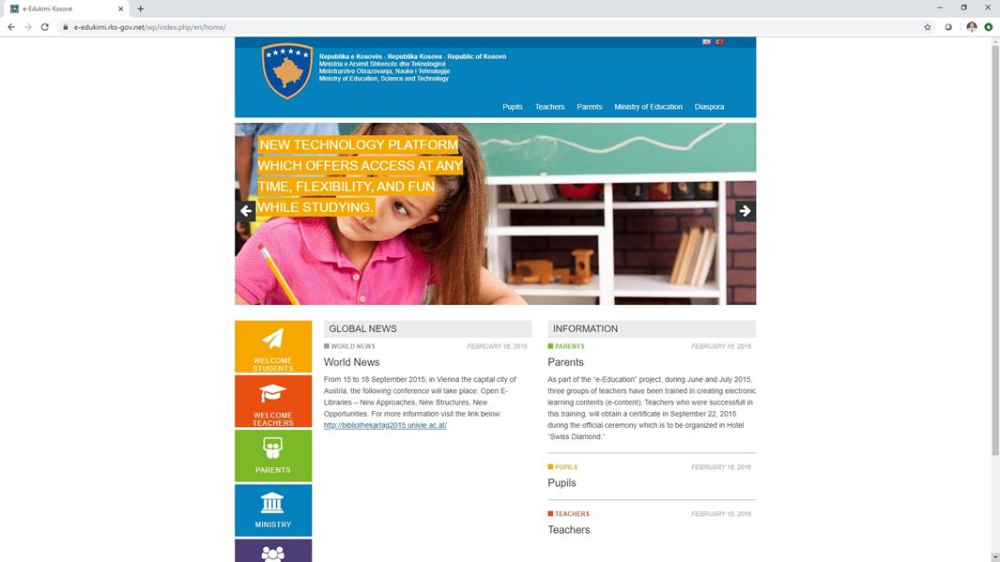 e-Edukimi Kosovë
e-edukimi.rks-gov.net/wp/index.php/en/home/
Republika e Kosovës - Republika Kosova - Republic of Kosovo
Ministria e Arsimit Shkencës dhe Teknologjisë
Ministrarstvo Obrazovanja, Nauke i Tehnologije
Ministry of Education, Science and Technology
Pupils Teachers Parents Ministry of Education Diaspora
NEW TECHNOLOGY PLATFORM
WHICH OFFERS ACCESS AT ANY
TIME, FLEXIBILITY, AND FUN
WHILE STUDYING.
WELCOME
STUDENTS
WELCOME
TEACHERS
PARENTS
MINISTRY
GLOBAL NEWS
WORLD NEWS FEBRUARY 18, 2016
World News
From 15 to 18 September 2015, in Vienna the capital city of
Austria, the following conference will take place: Open E-
Libraries – New Approaches, New Structures, New
Opportunities. For more information visit the link below:
http://bibliothekartag2015.univie.ac.at/
INFORMATION
PARENTS FEBRUARY 18, 2016
Parents
As part of the “e-Education” project, during June and July 2015,
three groups of teachers have been trained in creating electronic
learning contents (e-content). Teachers who were successfull in
this training, will obtain a certificate in September 22, 2015
during the official ceremony which is to be organized in Hotel
“Swiss Diamond.”
PUPILS FEBRUARY 18, 2016
Pupils
TEACHERS FEBRUARY 18, 2016
Teachers